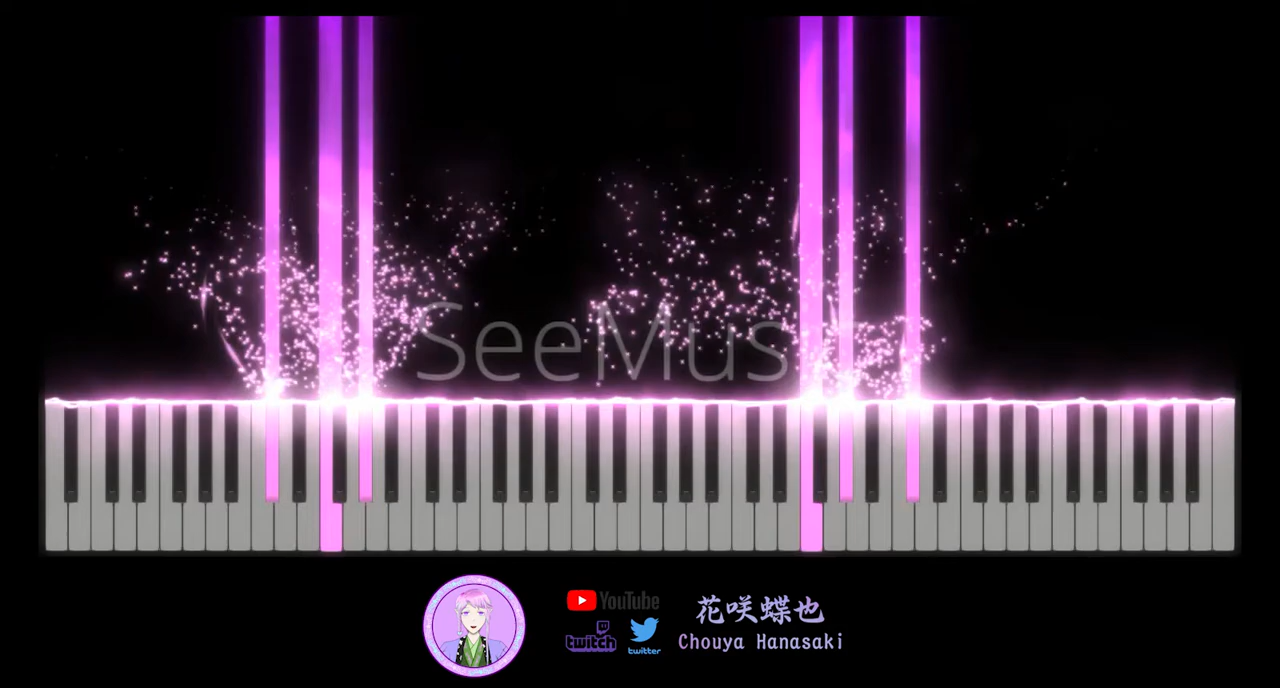 SeeMus
YouTube
花咲蝶也
twitch
twitter
Chouya Hanasaki